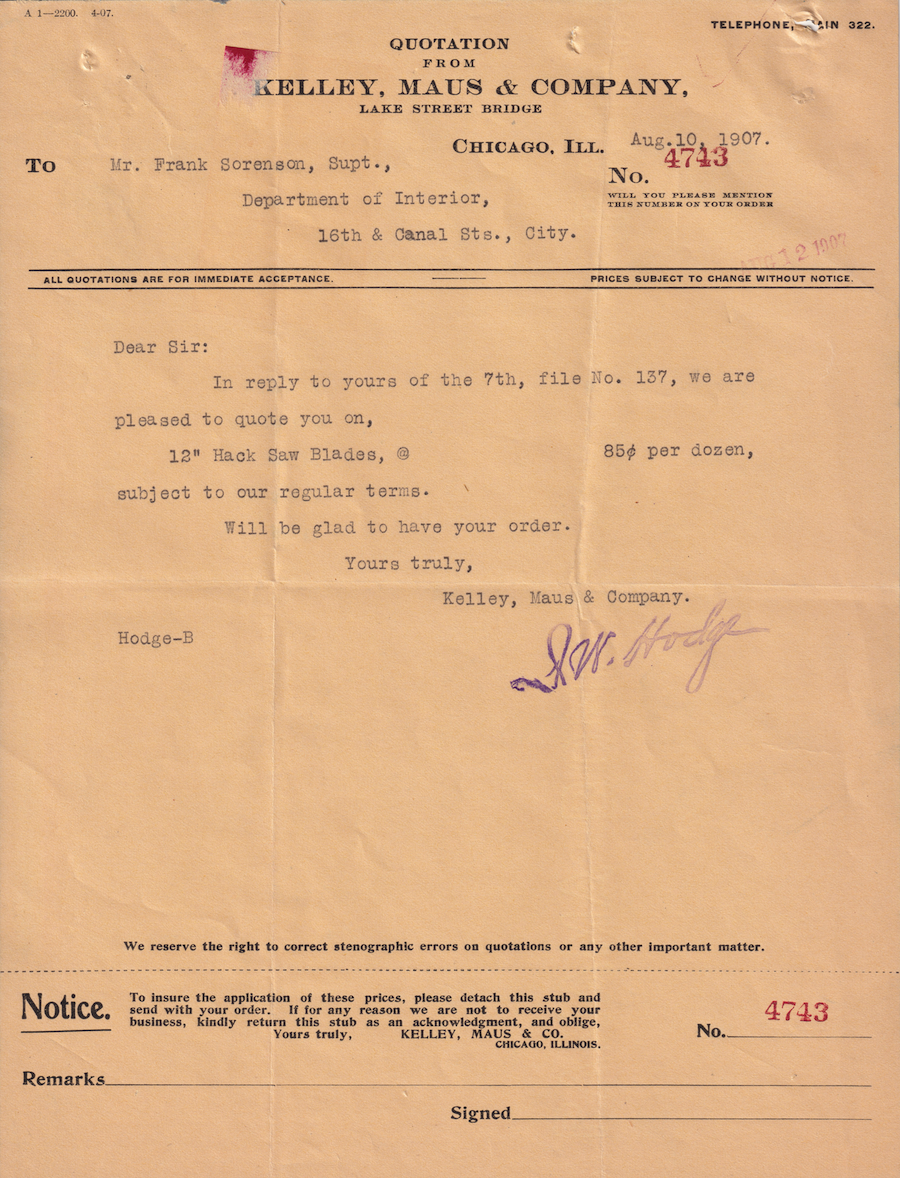 A 1—2200. 4-07.
TELEPHONE, MAIN 322.
QUOTATION
FROM
KELLEY, MAUS & COMPANY,
LAKE STREET BRIDGE
CHICAGO, ILL. Aug.10, 1907.
To Mr. Frank Sorenson, Supt.,
No. 4743
WILL YOU PLEASE MENTION
THIS NUMBER ON YOUR ORDER
Department of Interior,
16th & Canal Sts., City.
AUG 12 1907
ALL QUOTATIONS ARE FOR IMMEDIATE ACCEPTANCE. PRICES SUBJECT TO CHANGE WITHOUT NOTICE.
Dear Sir:
In reply to yours of the 7th, file No. 137, we are
pleased to quote you on,
12" Hack Saw Blades, @ 85¢ per dozen,
subject to our regular terms.
Will be glad to have your order.
Yours truly,
Kelley, Maus & Company.
Hodge-B
W. Hodge
We reserve the right to correct stenographic errors on quotations or any other important matter.
Notice. To insure the application of these prices, please detach this stub and
send with your order. If for any reason we are not to receive your
business, kindly return this stub as an acknowledgment, and oblige,
Yours truly, KELLEY, MAUS & CO.
CHICAGO, ILLINOIS.
No. 4743
Remarks
Signed